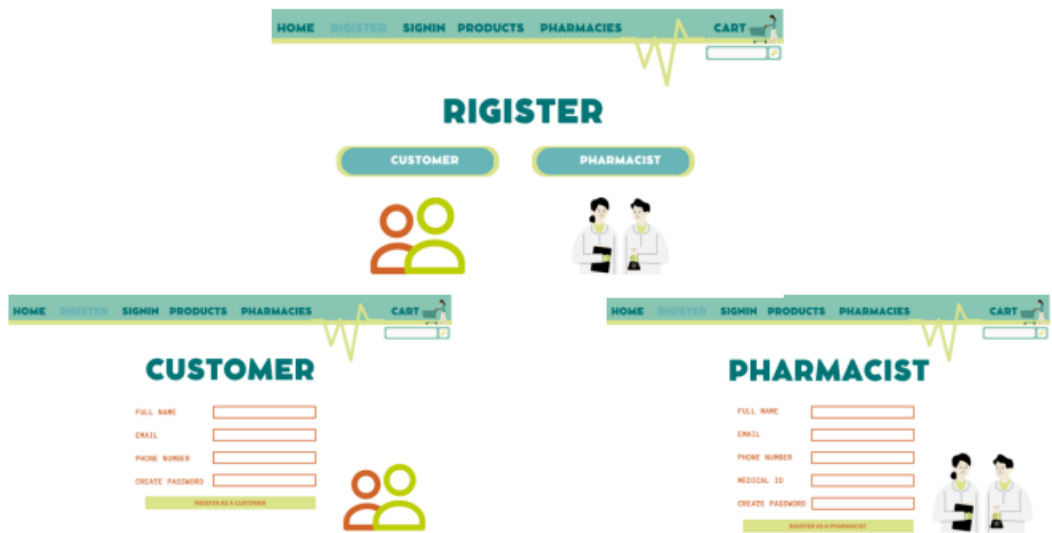 HOME RIGISTER SIGNIN PRODUCTS PHARMACIES CART
RIGISTER
CUSTOMER PHARMACIST
HOME RIGISTER SIGNIN PRODUCTS PHARMACIES CART
CUSTOMER
FULL NAME
EMAIL
PHONE NUMBER
CREATE PASSWORD
RIGISTER AS A CUSTOMER
HOME RIGISTER SIGNIN PRODUCTS PHARMACIES CART
PHARMACIST
FULL NAME
EMAIL
PHONE NUMBER
MEDICAL ID
CREATE PASSWORD
RIGISTER AS A PHARMACIST